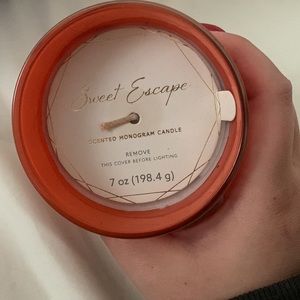 Sweet Escape
SCENTED MONOGRAM CANDLE
REMOVE
THIS COVER BEFORE LIGHTING
7 oz (198.4 g)